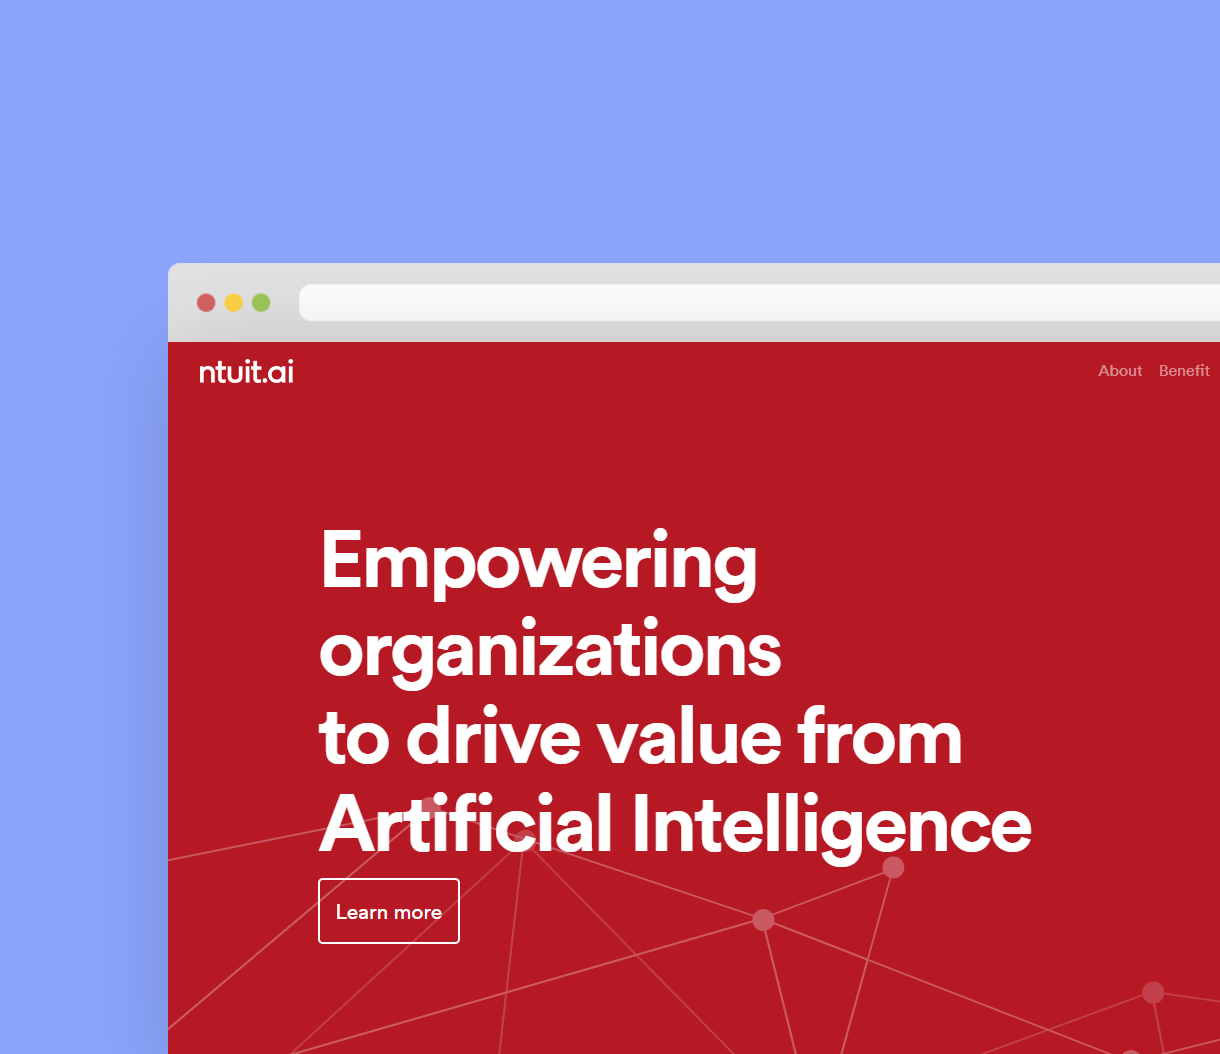 ntuit.ai
About Benefit
Empowering
organizations
to drive value from
Artificial Intelligence
Learn more